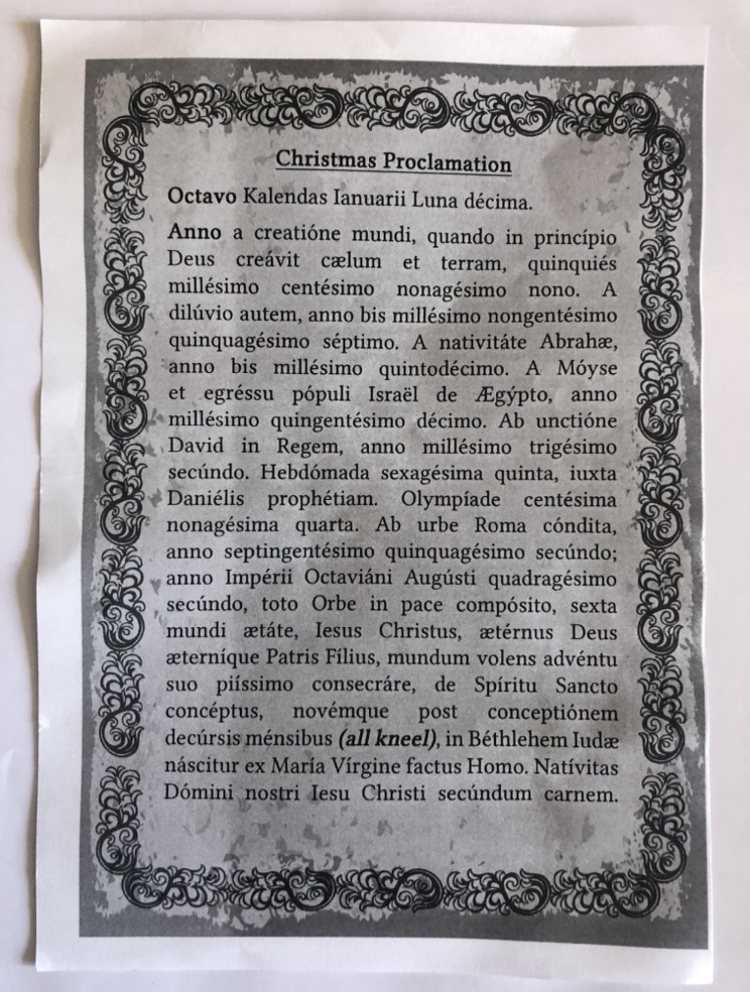 Christmas Proclamation
Octavo Kalendas Ianuarii Luna décima.
Anno a creatióne mundi, quando in princípio
Deus creávit cælum et terram, quinquiés
millésimo centésimo nonagésimo nono. A
dilúvio autem, anno bis millésimo nongentésimo
quinquagésimo séptimo. A nativitáte Abrahæ,
anno bis millésimo quintodécimo. A Móyse
et egréssu pópuli Israël de Ægýpto, anno
millésimo quingentésimo décimo. Ab unctióne
David in Regem, anno millésimo trigésimo
secúndo. Hebdómada sexagésima quinta, iuxta
Daniélis prophétiam. Olympíade centésima
nonagésima quarta. Ab urbe Roma cóndita,
anno septingentésimo quinquagésimo secúndo;
anno Impérii Octaviáni Augústi quadragésimo
secúndo, toto Orbe in pace compósito, sexta
mundi ætáte, Iesus Christus, ætérnus Deus
æterníque Patris Fílius, mundum volens advéntu
suo piíssimo consecráre, de Spíritu Sancto
concéptus, novémque post conceptiónem
decúrsis ménsibus (all kneel), in Béthlehem Iudæ
náscitur ex María Vírgine factus Homo. Natívitas
Dómini nostri Iesu Christi secúndum carnem.